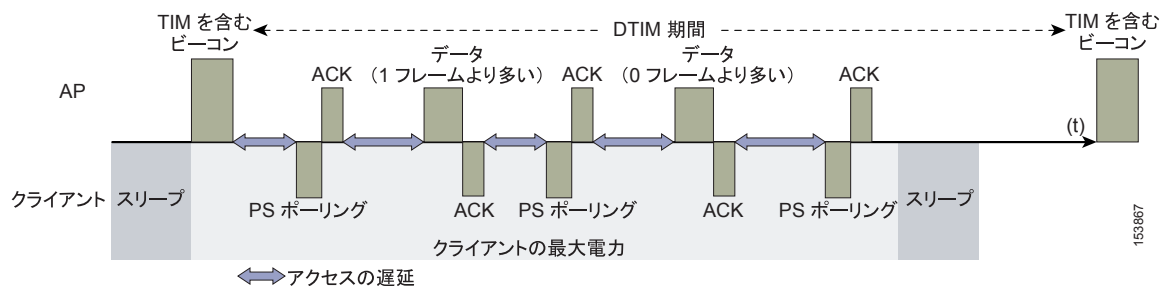 TIM を含む
ビーコン
DTIM 期間
TIM を含む
ビーコン
データ
(1 フレームより多い)
データ
(0 フレームより多い)
ACK
ACK
ACK
AP
(t)
クライアント
スリープ
PS ポーリング
ACK
PS ポーリング
ACK
PS ポーリング
スリープ
クライアントの最大電力
アクセスの遅延
153867